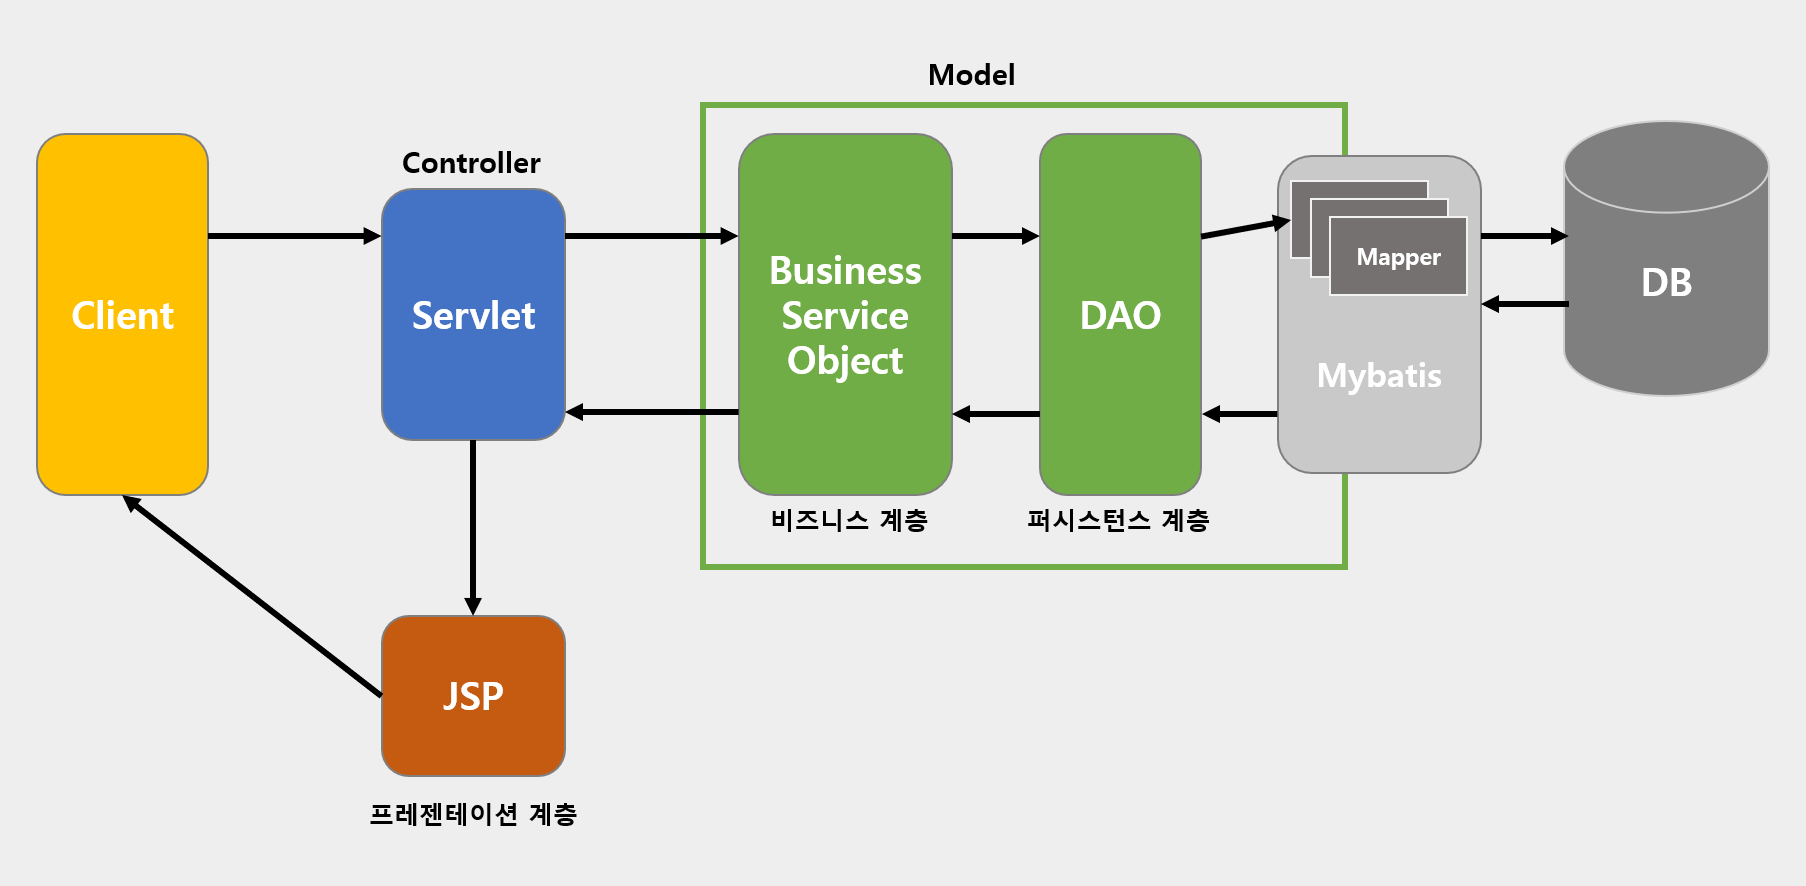 Model
Controller
Client
Servlet
Business
Service
Object
DAO
Mapper
Mybatis
DB
비즈니스 계층
퍼시스턴스 계층
JSP
프레젠테이션 계층